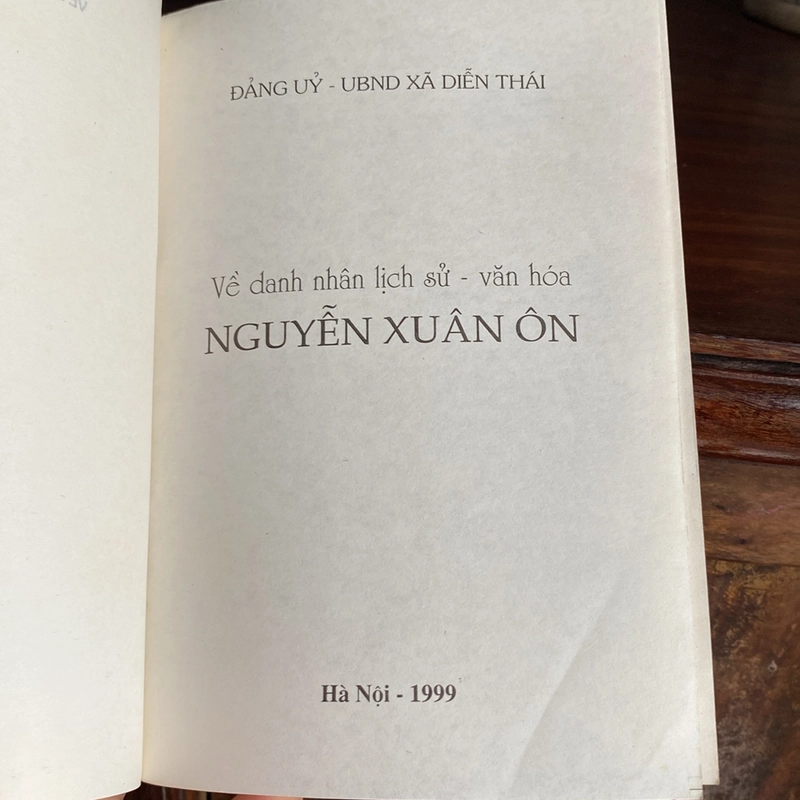 ĐẢNG UỶ - UBND XÃ DIỄN THÁI
Về danh nhân lịch sử - văn hóa
NGUYỄN XUÂN ÔN
Hà Nội - 1999